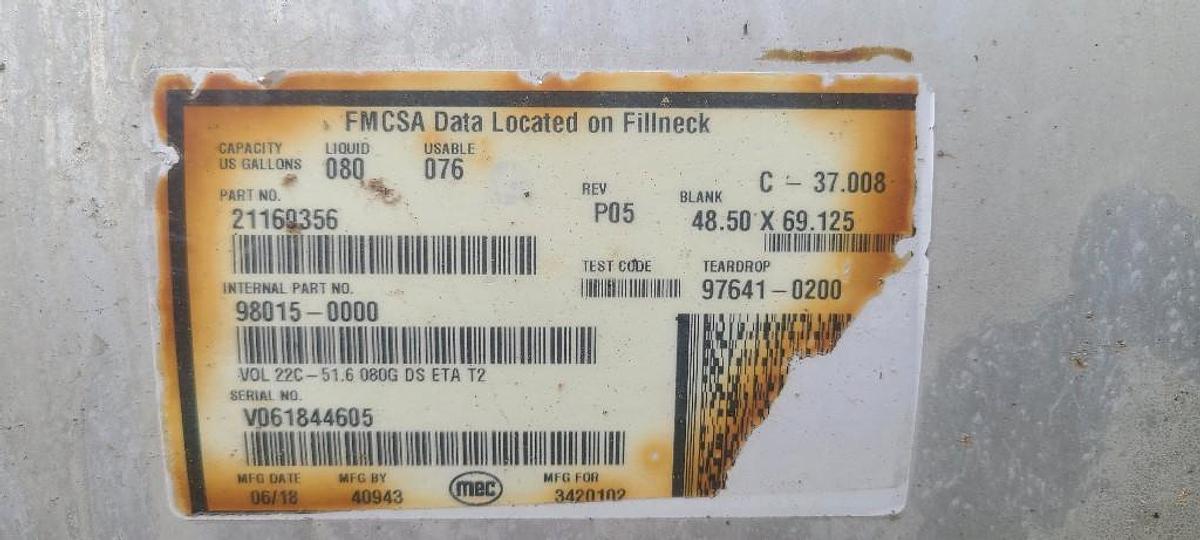 FMCSA Data Located on Fillneck
CAPACITY LIQUID USABLE
US GALLONS 080 076
C - 37.008
PART NO. REV BLANK
21169356 P05 48.50 X 69.125
TEST CODE TEARDROP
INTERNAL PART NO. 97641-0200
98015-0000
VOL 22C-51.6 080G DS ETA T2
SERIAL NO.
V061844605
MFG DATE MFG BY mec MFG FOR
06/18 40943 3420102